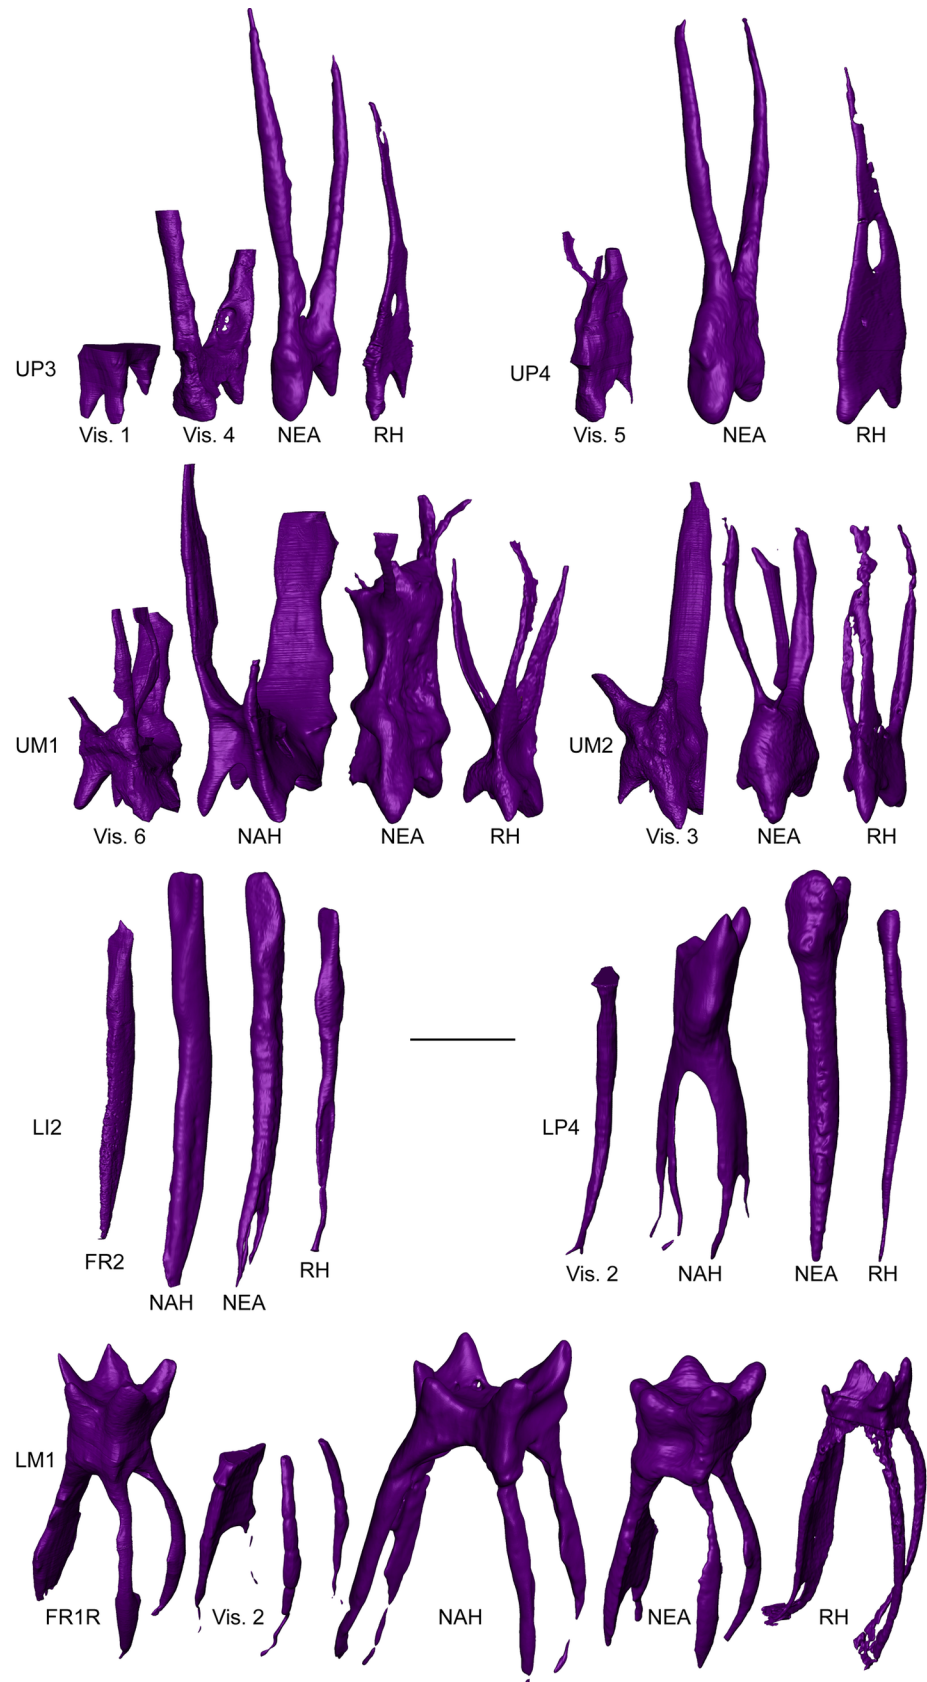 UP3
Vis. 1 Vis. 4 NEA RH
UP4
Vis. 5 NEA RH
UM1
Vis. 6 NAH NEA RH
UM2
Vis. 3 NEA RH
LI2
FR2 NAH NEA RH
LP4
Vis. 2 NAH NEA RH
LM1
FR1R Vis. 2 NAH NEA RH